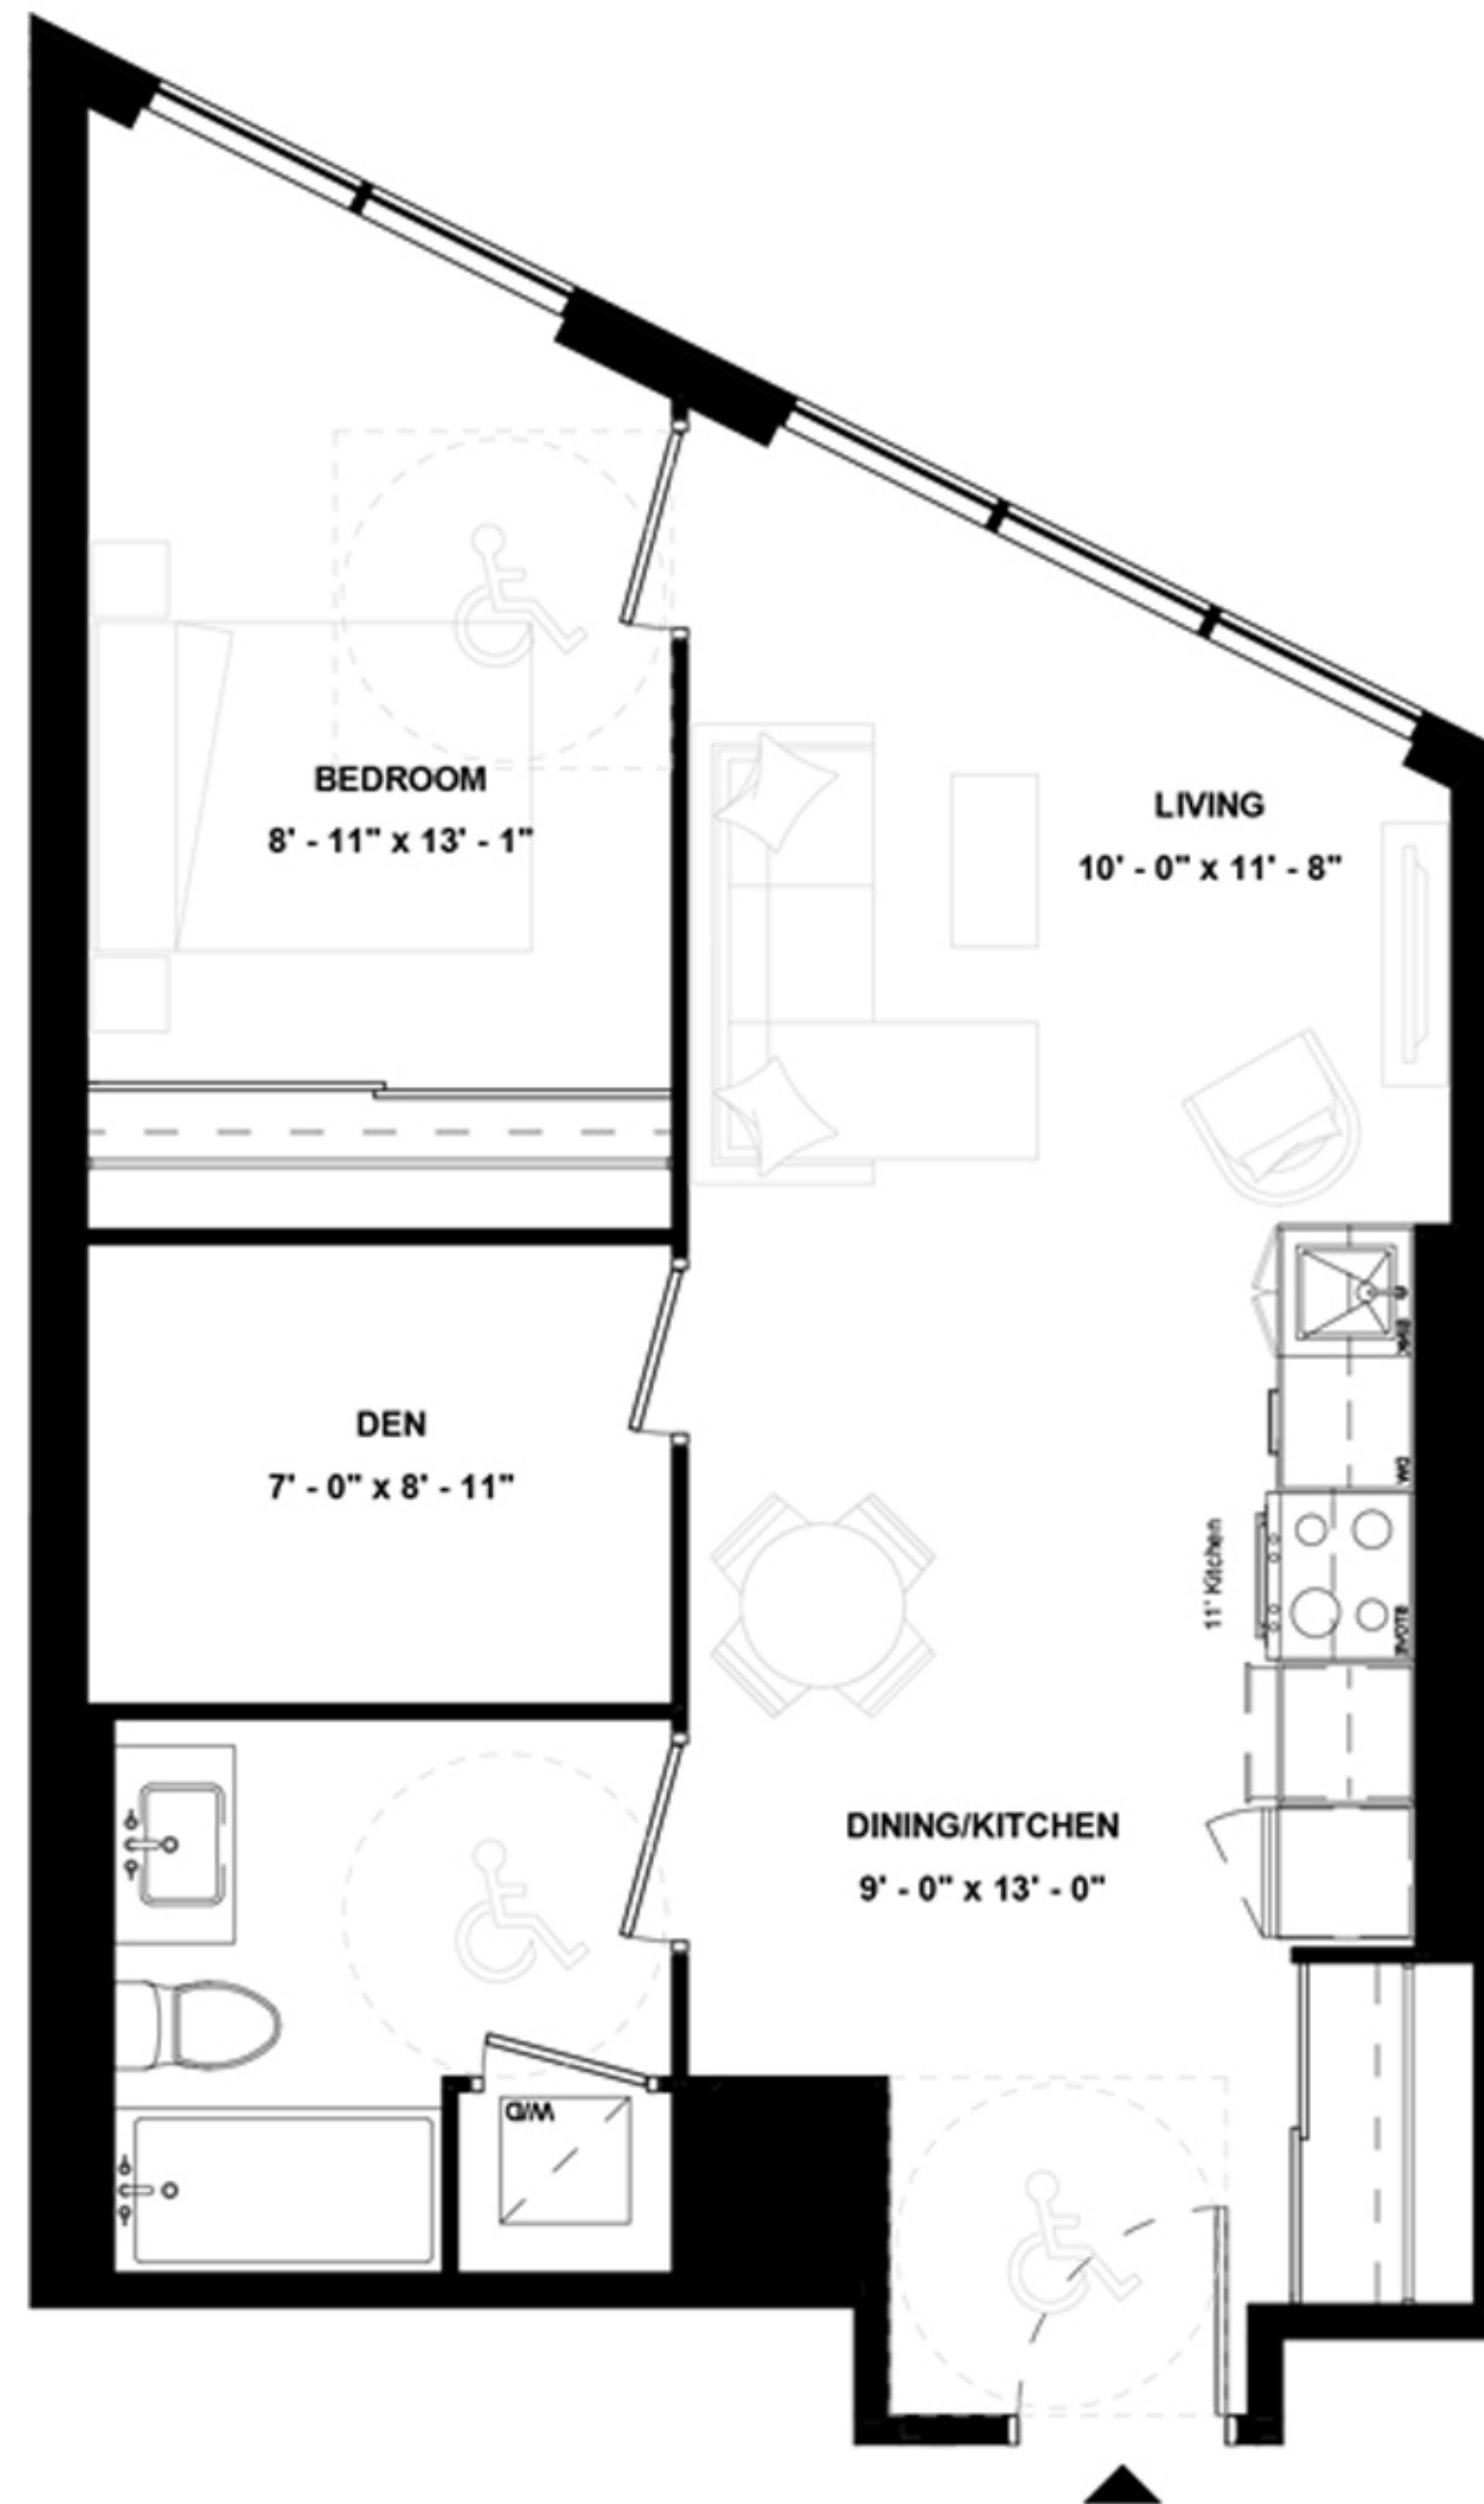 BEDROOM
8' - 11" x 13' - 1"
LIVING
10' - 0" x 11' - 8"
DEN
7' - 0" x 8' - 11"
11' Kitchen
STOVE
DINING/KITCHEN
9' - 0" x 13' - 0"
W/D